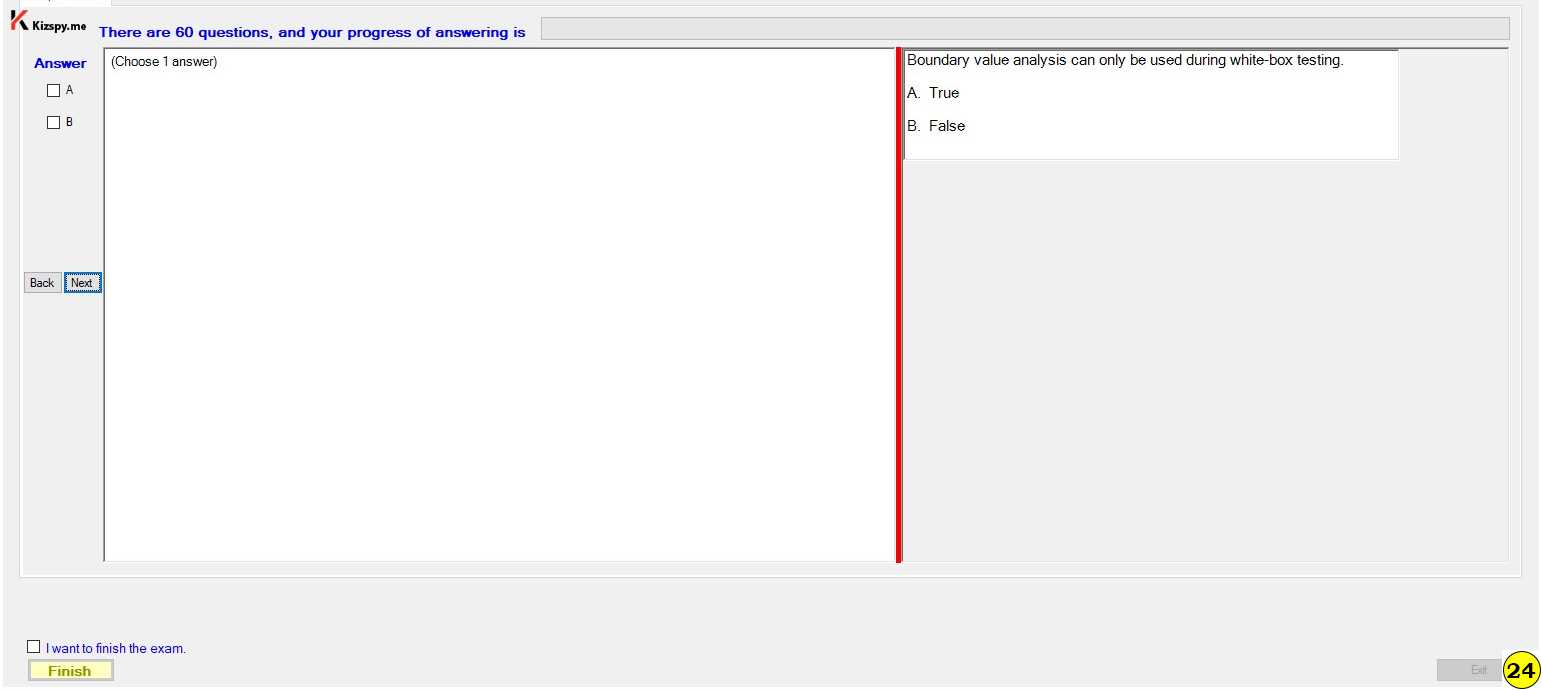 Kizspy.me
There are 60 questions, and your progress of answering is
Answer
(Choose 1 answer)
A
B
Back Next
Boundary value analysis can only be used during white-box testing.
A. True
B. False
I want to finish the exam.
Finish
Exit
24